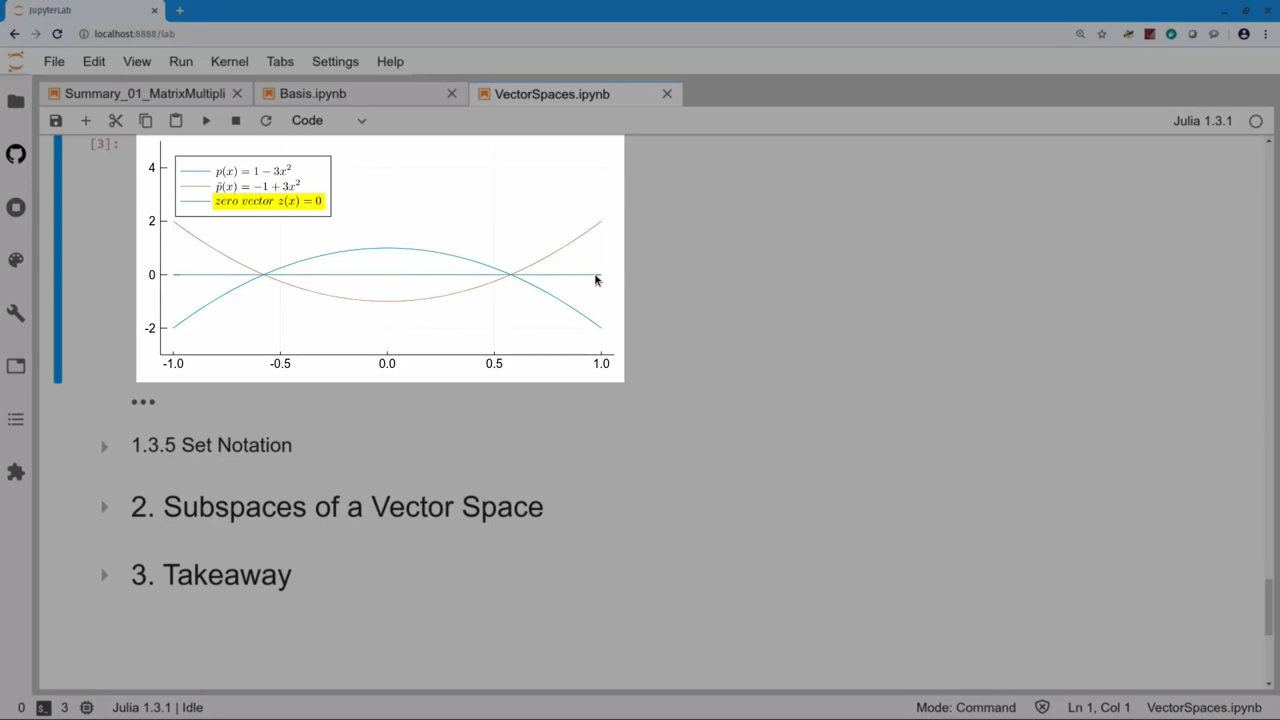 JupyterLab
localhost:8888/lab
File Edit View Run Kernel Tabs Settings Help
Summary_01_MatrixMultipli Basis.ipynb VectorSpaces.ipynb
Code Julia 1.3.1
[3]:
p(x) = 1 − 3x²
p̃(x) = −1 + 3x²
zero vector z(x) = 0
4
2
0
-2
-1.0 -0.5 0.0 0.5 1.0
1.3.5 Set Notation
2. Subspaces of a Vector Space
3. Takeaway
0 3 Julia 1.3.1 | Idle Mode: Command Ln 1, Col 1 VectorSpaces.ipynb